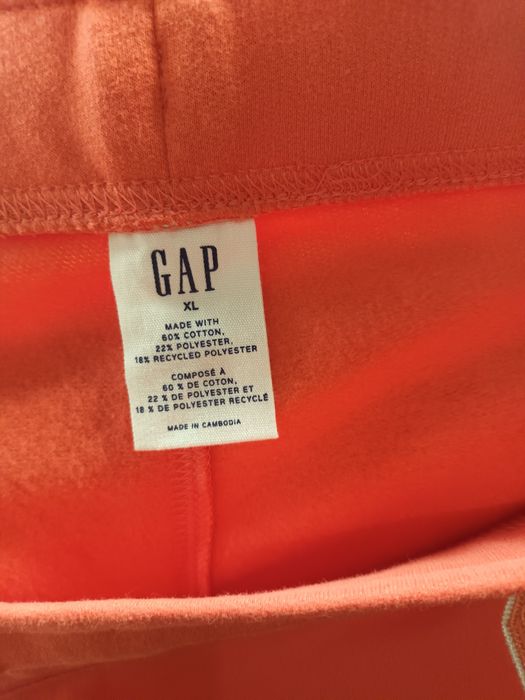 GAP
XL
MADE WITH
60% COTTON,
22% POLYESTER,
18% RECYCLED POLYESTER
COMPOSÉ À
60 % DE COTON,
22 % DE POLYESTER ET
18 % DE POLYESTER RECYCLÉ
MADE IN CAMBODIA